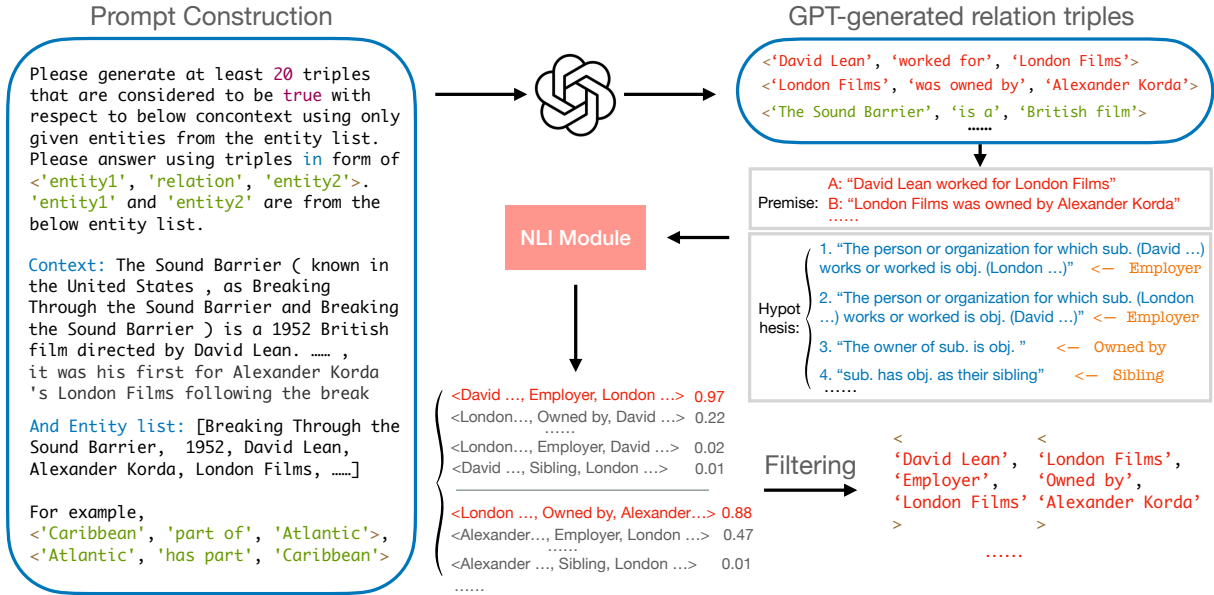 Prompt Construction
GPT-generated relation triples
Please generate at least 20 triples
that are considered to be true with
respect to below concontext using only
given entities from the entity list.
Please answer using triples in form of
<'entity1', 'relation', 'entity2'>.
'entity1' and 'entity2' are from the
below entity list.
Context: The Sound Barrier ( known in
the United States , as Breaking
Through the Sound Barrier and Breaking
the Sound Barrier ) is a 1952 British
film directed by David Lean. …… ,
it was his first for Alexander Korda
's London Films following the break
And Entity list: [Breaking Through the
Sound Barrier, 1952, David Lean,
Alexander Korda, London Films, ……]
For example,
<'Caribbean', 'part of', 'Atlantic'>,
<'Atlantic', 'has part', 'Caribbean'>
<‘David Lean’, ‘worked for’, ‘London Films’>
<‘London Films’, ‘was owned by’, ‘Alexander Korda’>
<‘The Sound Barrier’, ‘is a’, ‘British film’>
……
Premise:
A: “David Lean worked for London Films”
B: “London Films was owned by Alexander Korda”
……
NLI Module
Hypot
hesis:
1. “The person or organization for which sub. (David …)
works or worked is obj. (London …)” <— Employer
2. “The person or organization for which sub. (London
…) works or worked is obj. (David …)” <— Employer
3. “The owner of sub. is obj. ” <— Owned by
4. “sub. has obj. as their sibling” <— Sibling
……
<David …, Employer, London …> 0.97
<London…, Owned by, David …> 0.22
……
<London…, Employer, David …> 0.02
<David …, Sibling, London …> 0.01
<London …, Owned by, Alexander…> 0.88
<Alexander…, Employer, London …> 0.47
……
<Alexander …, Sibling, London …> 0.01
……
Filtering
< <
‘David Lean’, ‘London Films’,
‘Employer’, ‘Owned by’,
‘London Films’ ‘Alexander Korda’
> >
……